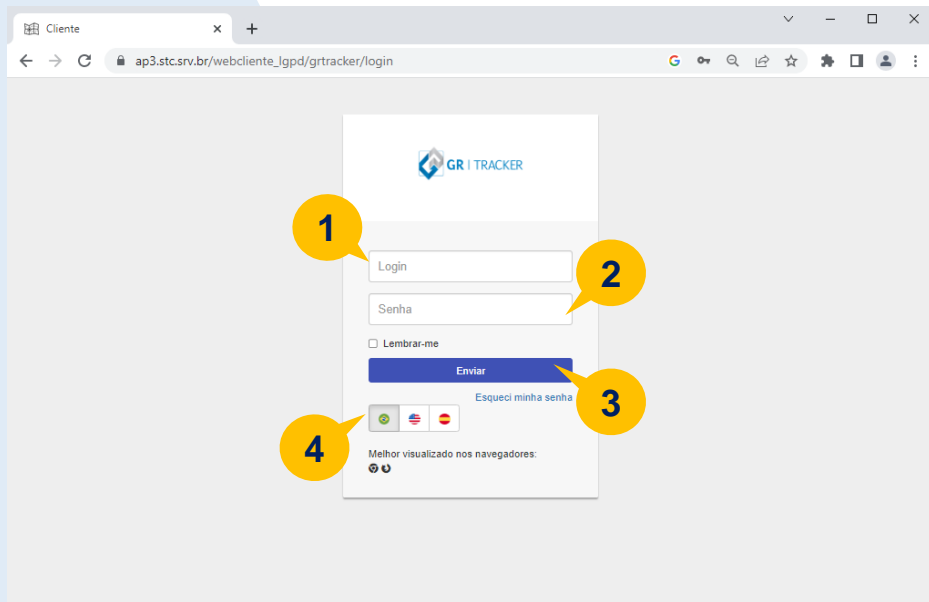 Cliente
ap3.stc.srv.br/webcliente_lgpd/grtracker/login
GR | TRACKER
1
Login
2
Senha
Lembrar-me
Enviar
3
Esqueci minha senha
4
Melhor visualizado nos navegadores: